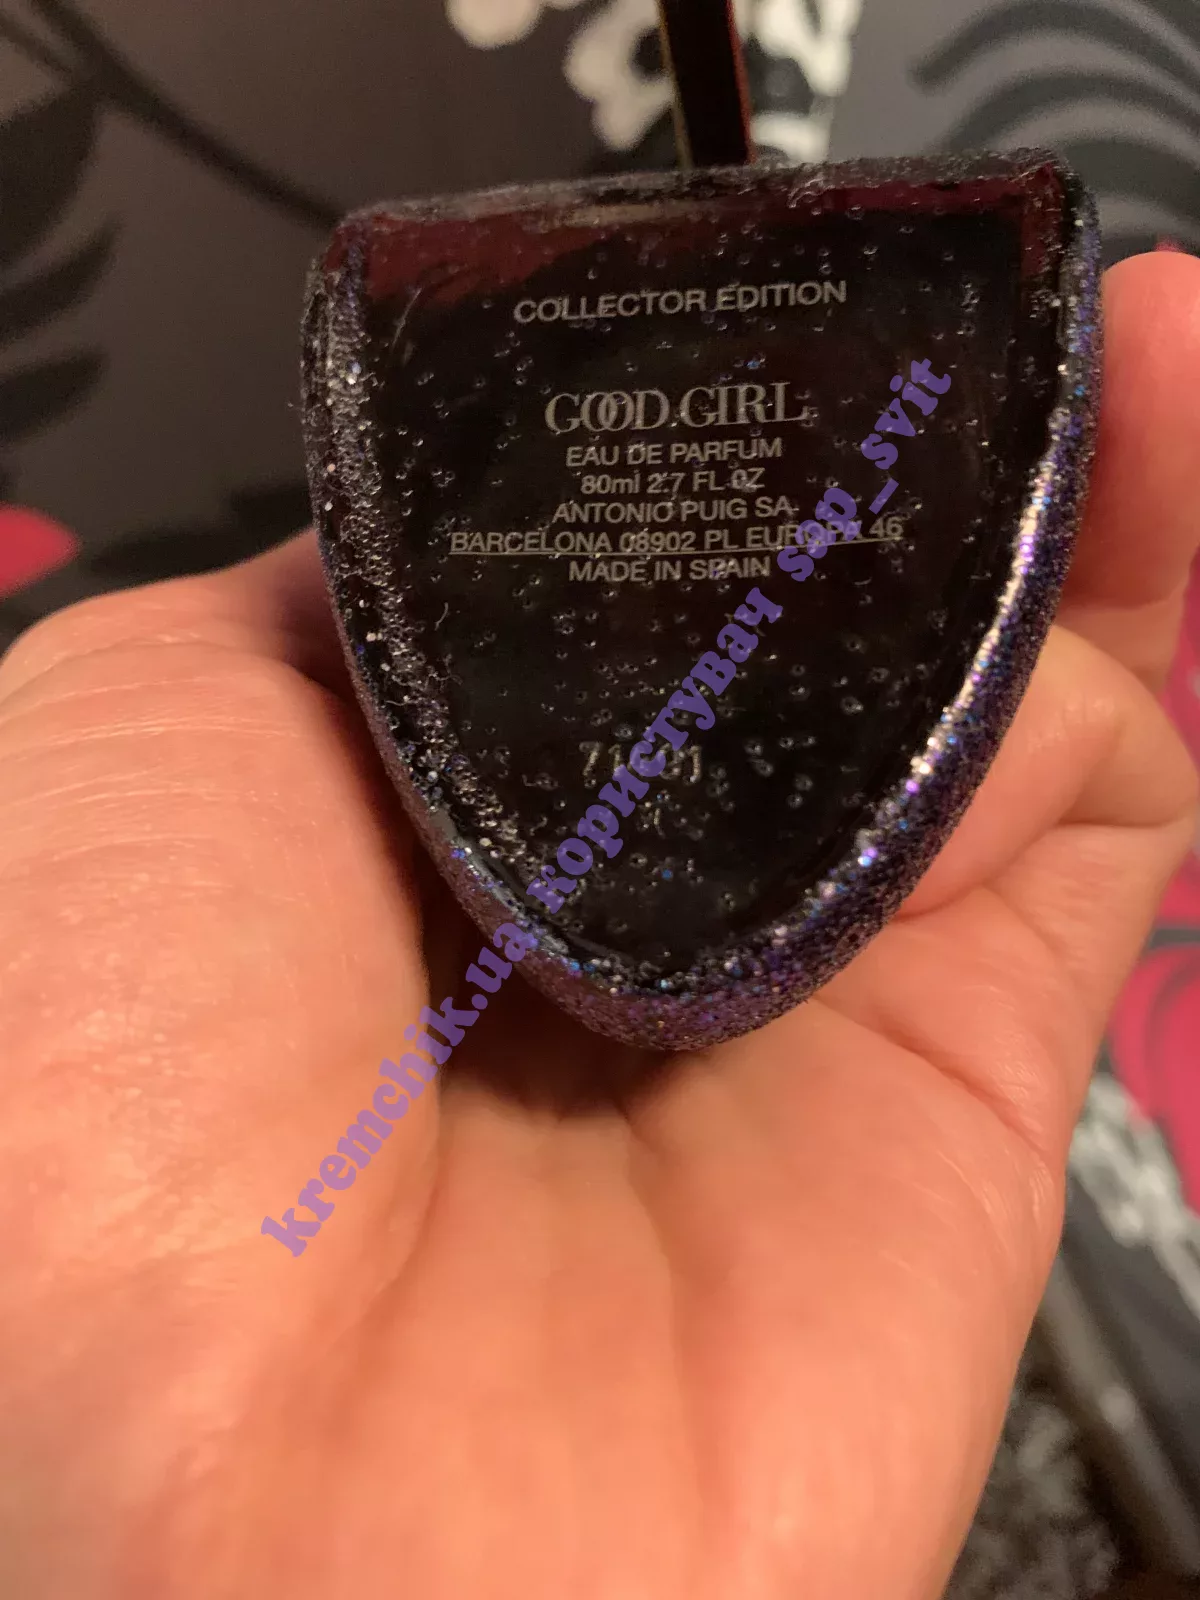 COLLECTOR EDITION
GOOD GIRL
EAU DE PARFUM
80ml 2.7 FL OZ
ANTONIO PUIG SA
BARCELONA 08902 PL EUROPA 46
MADE IN SPAIN
kremchik.ua користувач ssp_svit